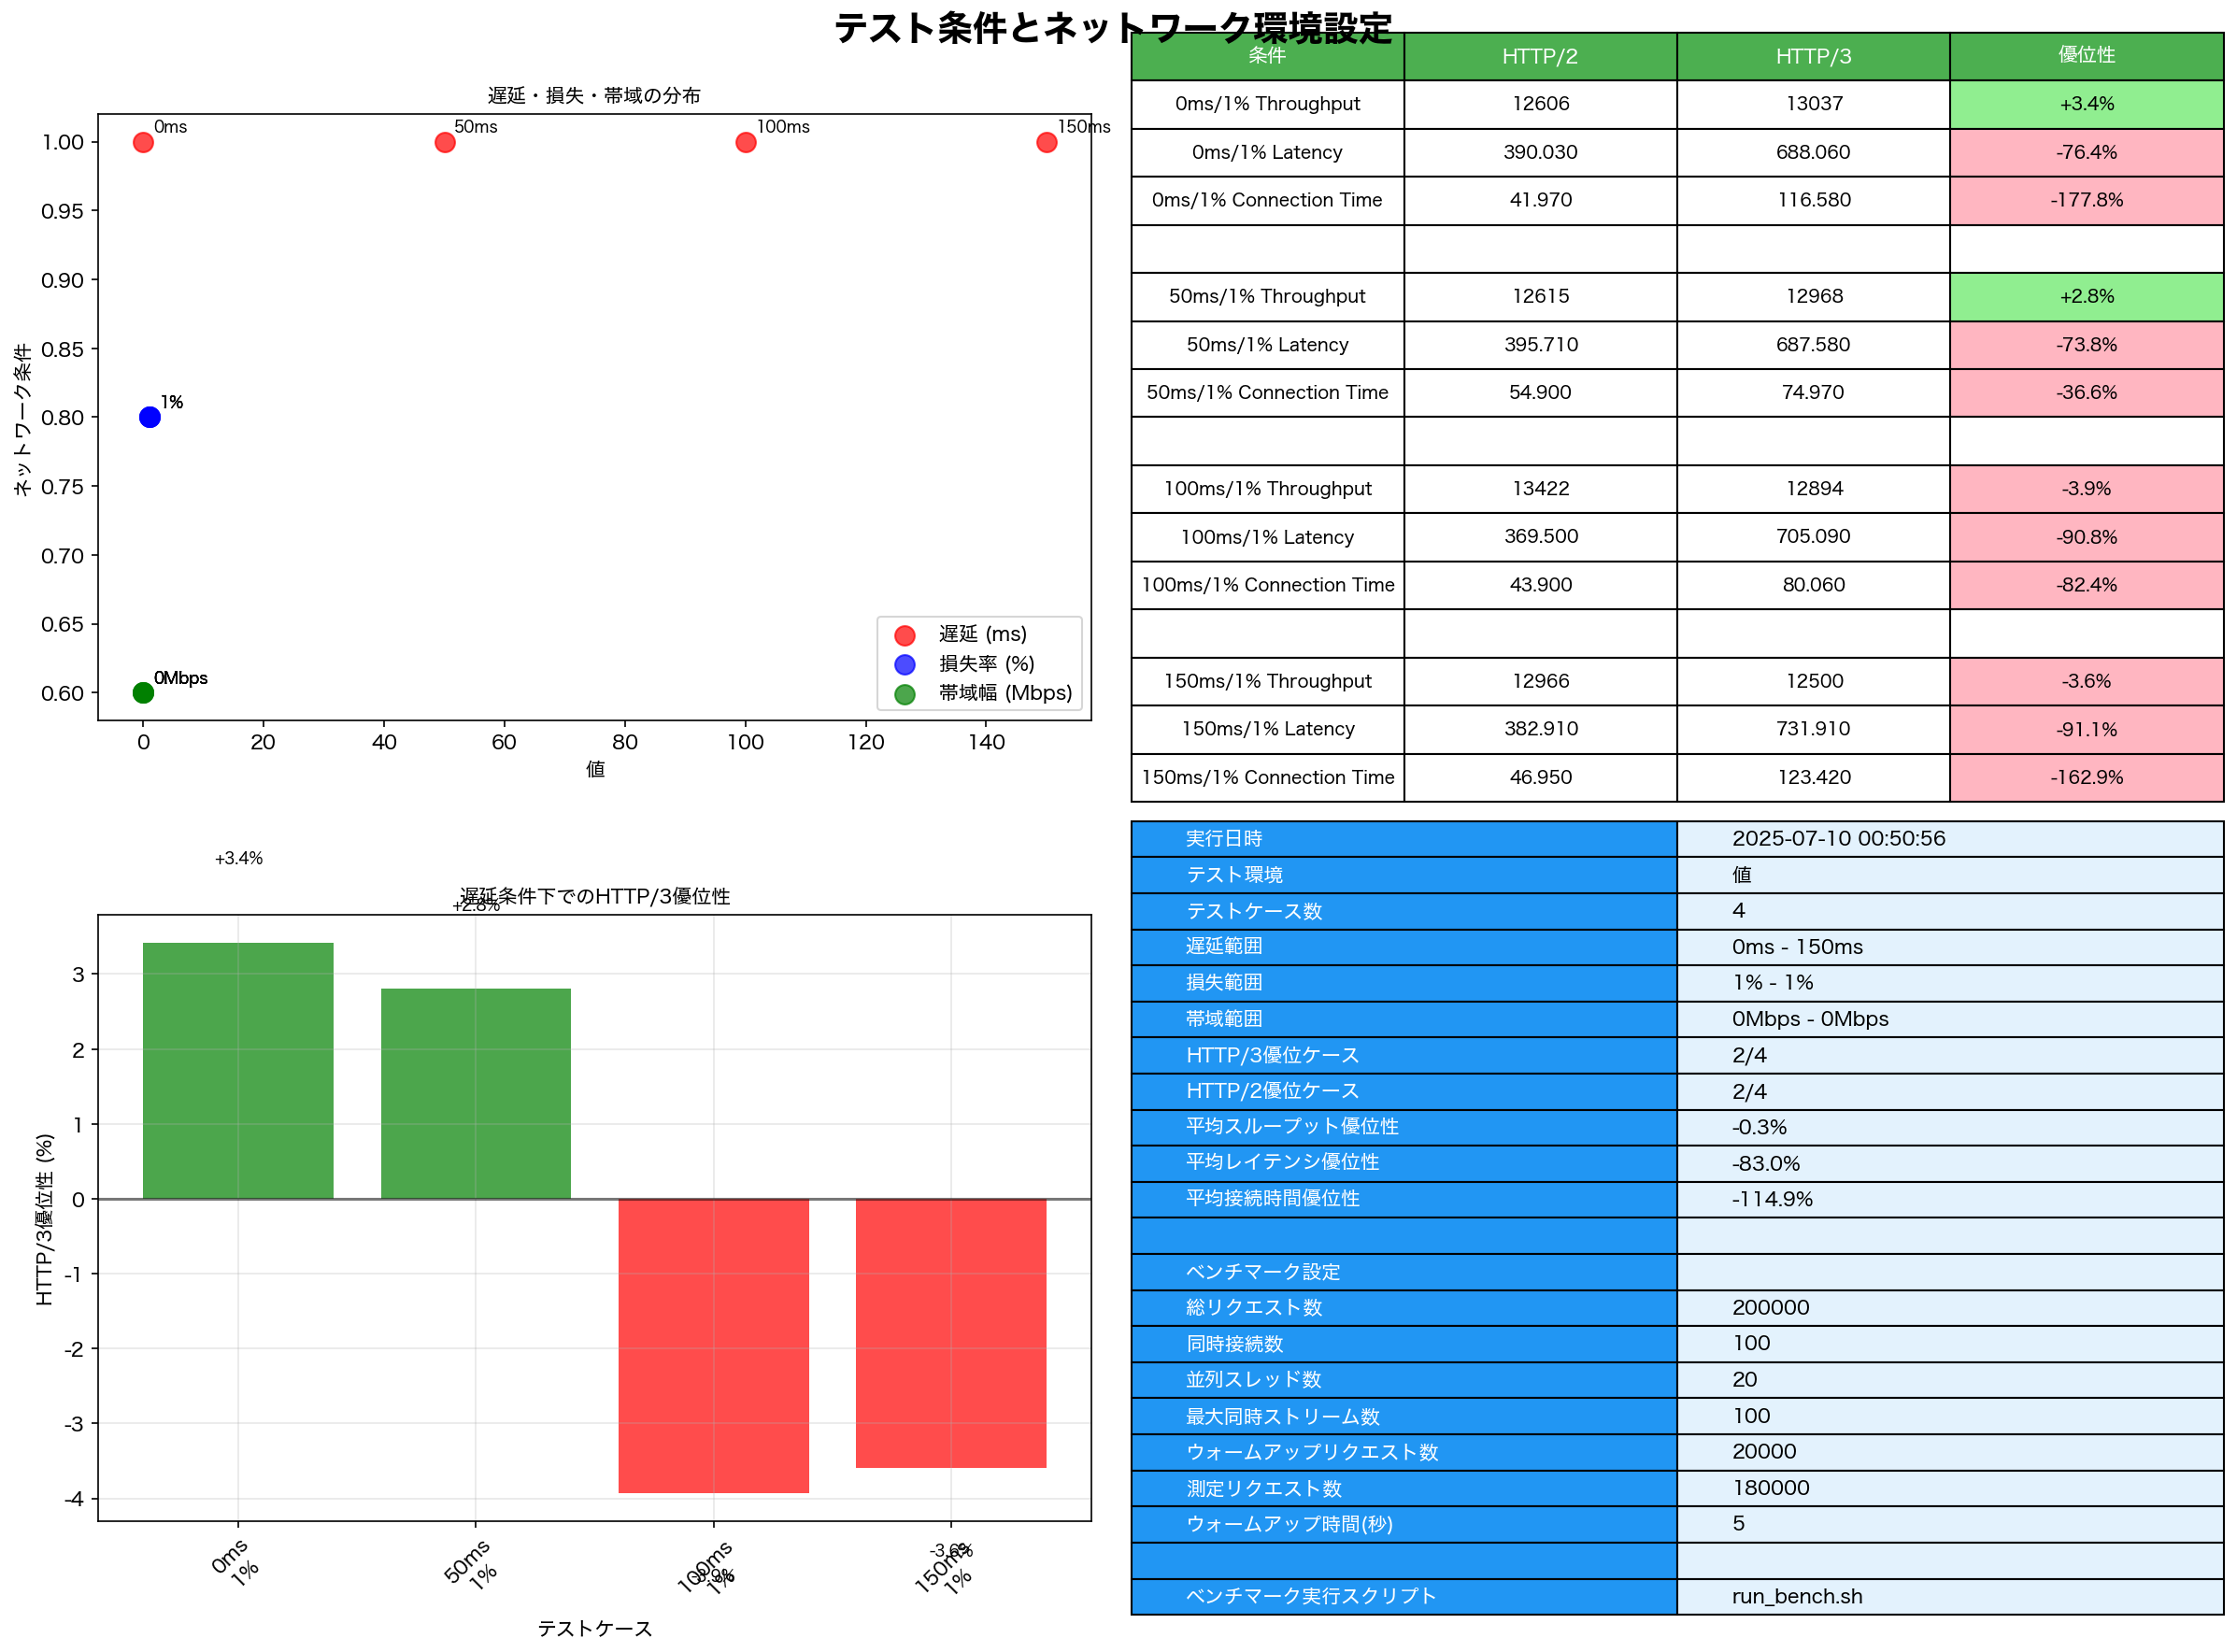 テスト条件とネットワーク環境設定
遅延・損失・帯域の分布
0ms 50ms 100ms 150ms
1.00
0.95
0.90
0.85
1%
0.80
0.75
0.70
0.65
0Mbps
0.60
ネットワーク条件
遅延 (ms)
損失率 (%)
帯域幅 (Mbps)
0 20 40 60 80 100 120 140
値
条件 HTTP/2 HTTP/3 優位性
0ms/1% Throughput 12606 13037 +3.4%
0ms/1% Latency 390.030 688.060 -76.4%
0ms/1% Connection Time 41.970 116.580 -177.8%
50ms/1% Throughput 12615 12968 +2.8%
50ms/1% Latency 395.710 687.580 -73.8%
50ms/1% Connection Time 54.900 74.970 -36.6%
100ms/1% Throughput 13422 12894 -3.9%
100ms/1% Latency 369.500 705.090 -90.8%
100ms/1% Connection Time 43.900 80.060 -82.4%
150ms/1% Throughput 12966 12500 -3.6%
150ms/1% Latency 382.910 731.910 -91.1%
150ms/1% Connection Time 46.950 123.420 -162.9%
+3.4%
遅延条件下でのHTTP/3優位性
+2.8%
3
2
1
0
-1
-2
-3
-4
HTTP/3優位性 (%)
0ms
1%
50ms
1%
100ms
1%
-3.9%
150ms
1%
-3.6%
テストケース
実行日時 2025-07-10 00:50:56
テスト環境 値
テストケース数 4
遅延範囲 0ms - 150ms
損失範囲 1% - 1%
帯域範囲 0Mbps - 0Mbps
HTTP/3優位ケース 2/4
HTTP/2優位ケース 2/4
平均スループット優位性 -0.3%
平均レイテンシ優位性 -83.0%
平均接続時間優位性 -114.9%
ベンチマーク設定
総リクエスト数 200000
同時接続数 100
並列スレッド数 20
最大同時ストリーム数 100
ウォームアップリクエスト数 20000
測定リクエスト数 180000
ウォームアップ時間(秒) 5
ベンチマーク実行スクリプト run_bench.sh